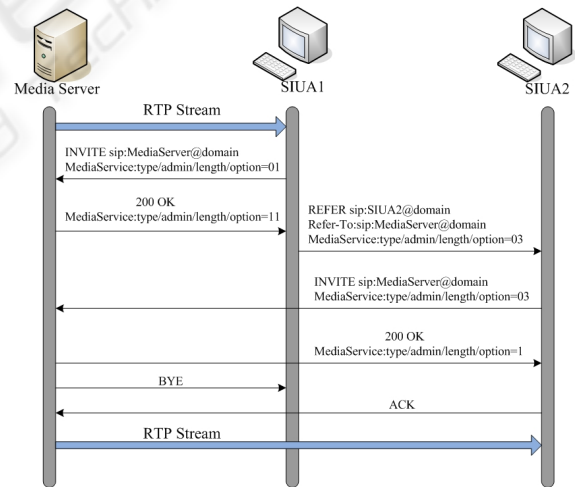 Media Server
SIUA1
SIUA2
RTP Stream
INVITE sip:MediaServer@domain
MediaService:type/admin/length/option=01
200 OK
MediaService:type/admin/length/option=11
REFER sip:SIUA2@domain
Refer-To:sip:MediaServer@domain
MediaService:type/admin/length/option=03
INVITE sip:MediaServer@domain
MediaService:type/admin/length/option=03
200 OK
MediaService:type/admin/length/option=1
BYE
ACK
RTP Stream